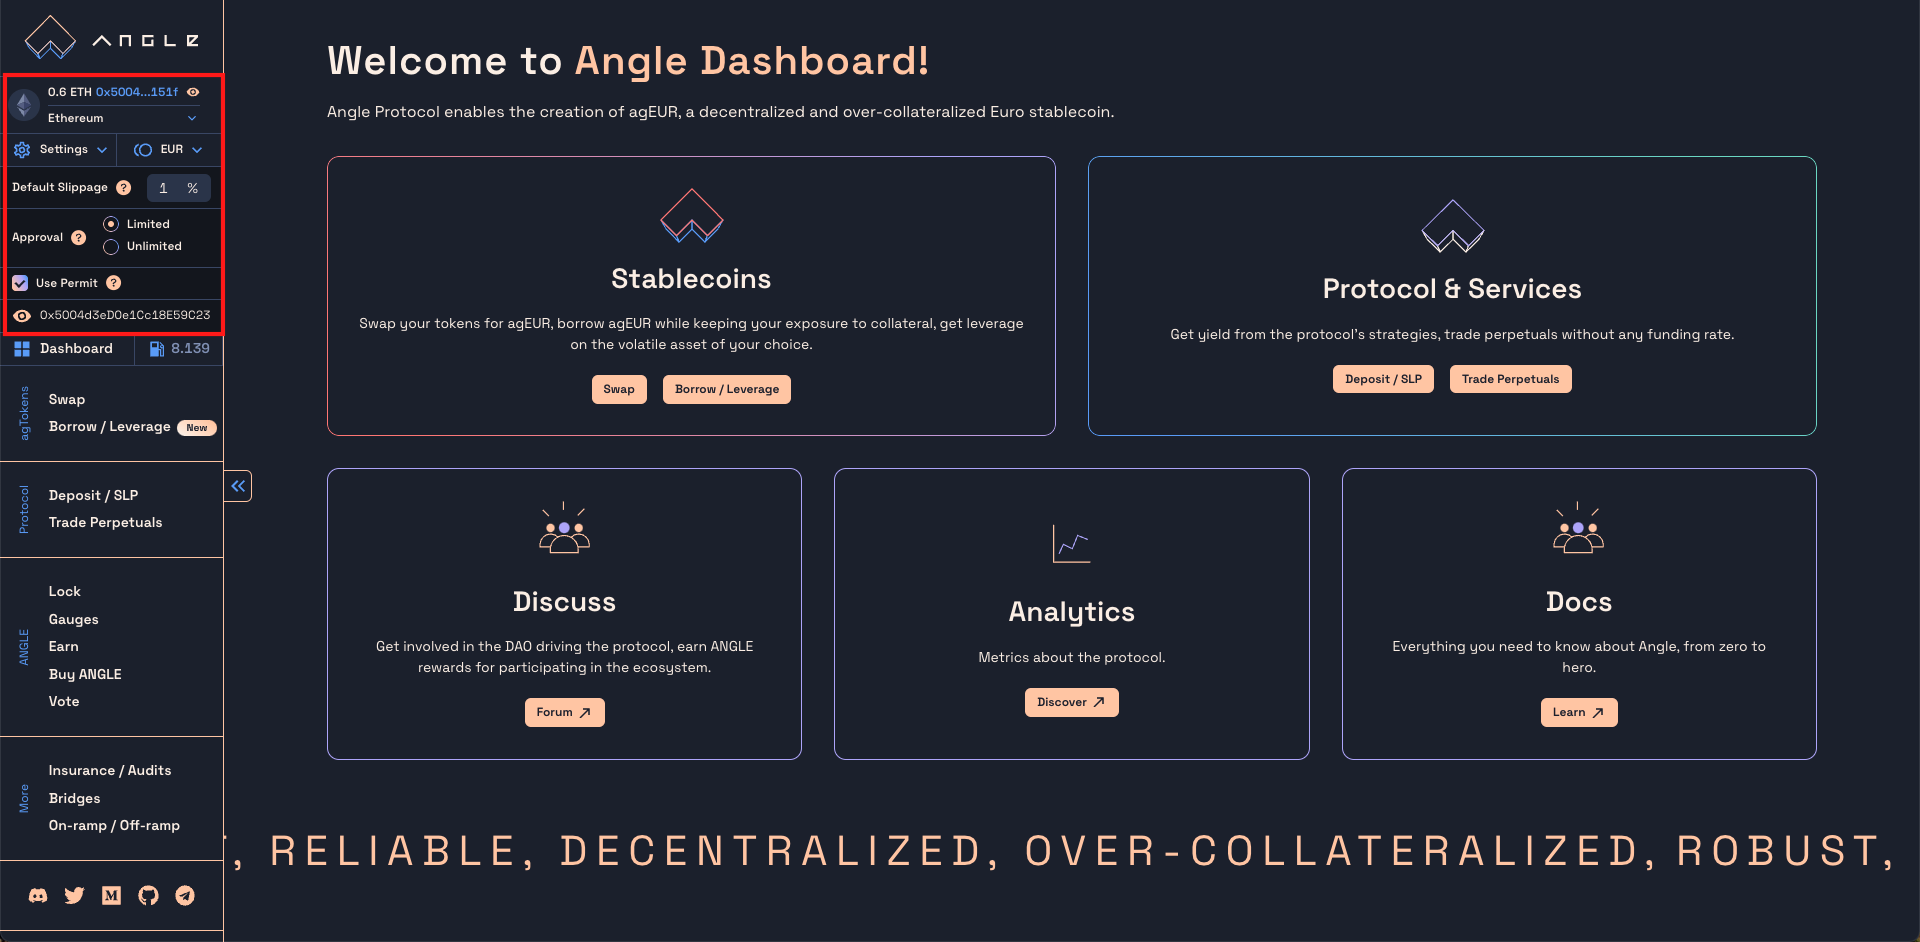 ANGLE
0.6 ETH 0x5004...151f
Ethereum
Settings EUR
Default Slippage ? 1 %
Approval ? Limited
Unlimited
Use Permit ?
0x5004d3eD0e1Cc18E59C23
Dashboard 8.139
agTokens
Swap
Borrow / Leverage New
Protocol
Deposit / SLP
Trade Perpetuals
ANGLE
Lock
Gauges
Earn
Buy ANGLE
Vote
More
Insurance / Audits
Bridges
On-ramp / Off-ramp
Welcome to Angle Dashboard!
Angle Protocol enables the creation of agEUR, a decentralized and over-collateralized Euro stablecoin.
Stablecoins
Swap your tokens for agEUR, borrow agEUR while keeping your exposure to collateral, get leverage
on the volatile asset of your choice.
Swap Borrow / Leverage
Protocol & Services
Get yield from the protocol's strategies, trade perpetuals without any funding rate.
Deposit / SLP Trade Perpetuals
Discuss
Get involved in the DAO driving the protocol, earn ANGLE
rewards for participating in the ecosystem.
Forum
Analytics
Metrics about the protocol.
Discover
Docs
Everything you need to know about Angle, from zero to
hero.
Learn
, RELIABLE, DECENTRALIZED, OVER-COLLATERALIZED, ROBUST,